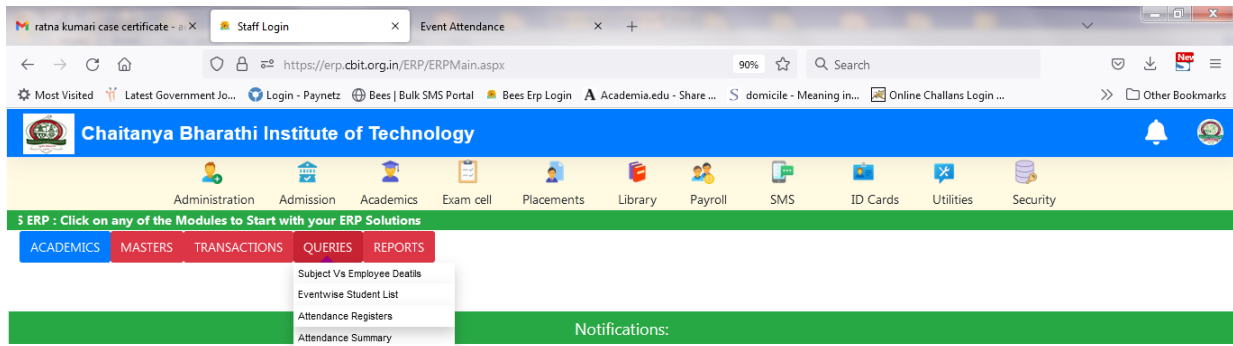 ratna kumari case certificate - a
Staff Login
Event Attendance
https://erp.cbit.org.in/ERP/ERPMain.aspx
90%
Search
New
Most Visited
Latest Government Jo...
Login - Paynetz
Bees | Bulk SMS Portal
Bees Erp Login
Academia.edu - Share ...
domicile - Meaning in...
Online Challans Login ...
Other Bookmarks
Chaitanya Bharathi Institute of Technology
Administration
Admission
Academics
Exam cell
Placements
Library
Payroll
SMS
ID Cards
Utilities
Security
S ERP : Click on any of the Modules to Start with your ERP Solutions
ACADEMICS
MASTERS
TRANSACTIONS
QUERIES
REPORTS
Subject Vs Employee Deatils
Eventwise Student List
Attendance Registers
Notifications:
Attendance Summary